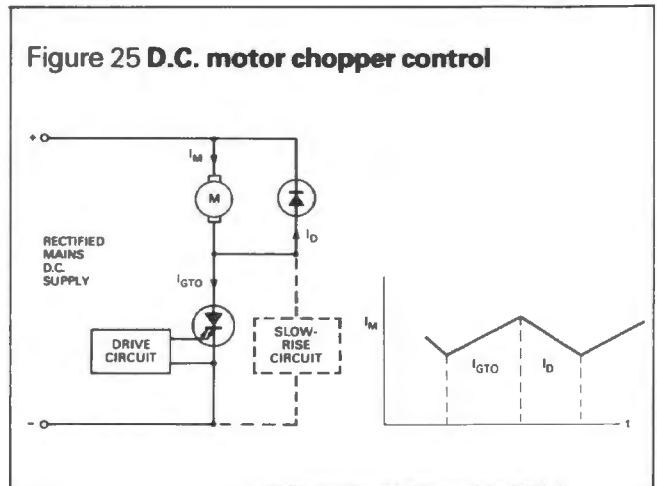 Figure 25 D.C. motor chopper control
+
I_M
M
I_D
RECTIFIED
MAINS
D.C.
SUPPLY
I_GTO
DRIVE
CIRCUIT
SLOW-
RISE
CIRCUIT
-
I_M
I_GTO
I_D
t